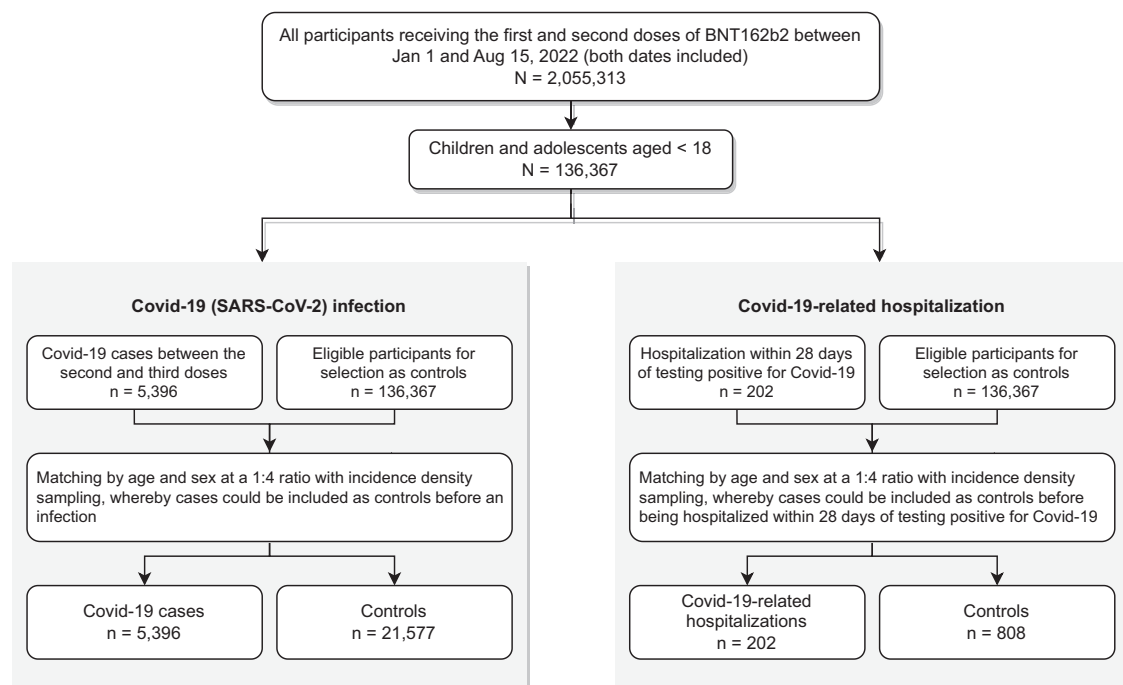 All participants receiving the first and second doses of BNT162b2 between
Jan 1 and Aug 15, 2022 (both dates included)
N = 2,055,313
Children and adolescents aged < 18
N = 136,367
Covid-19 (SARS-CoV-2) infection
Covid-19 cases between the
second and third doses
n = 5,396
Eligible participants for
selection as controls
n = 136,367
Matching by age and sex at a 1:4 ratio with incidence density
sampling, whereby cases could be included as controls before an
infection
Covid-19 cases
n = 5,396
Controls
n = 21,577
Covid-19-related hospitalization
Hospitalization within 28 days
of testing positive for Covid-19
n = 202
Eligible participants for
selection as controls
n = 136,367
Matching by age and sex at a 1:4 ratio with incidence density
sampling, whereby cases could be included as controls before
being hospitalized within 28 days of testing positive for Covid-19
Covid-19-related
hospitalizations
n = 202
Controls
n = 808